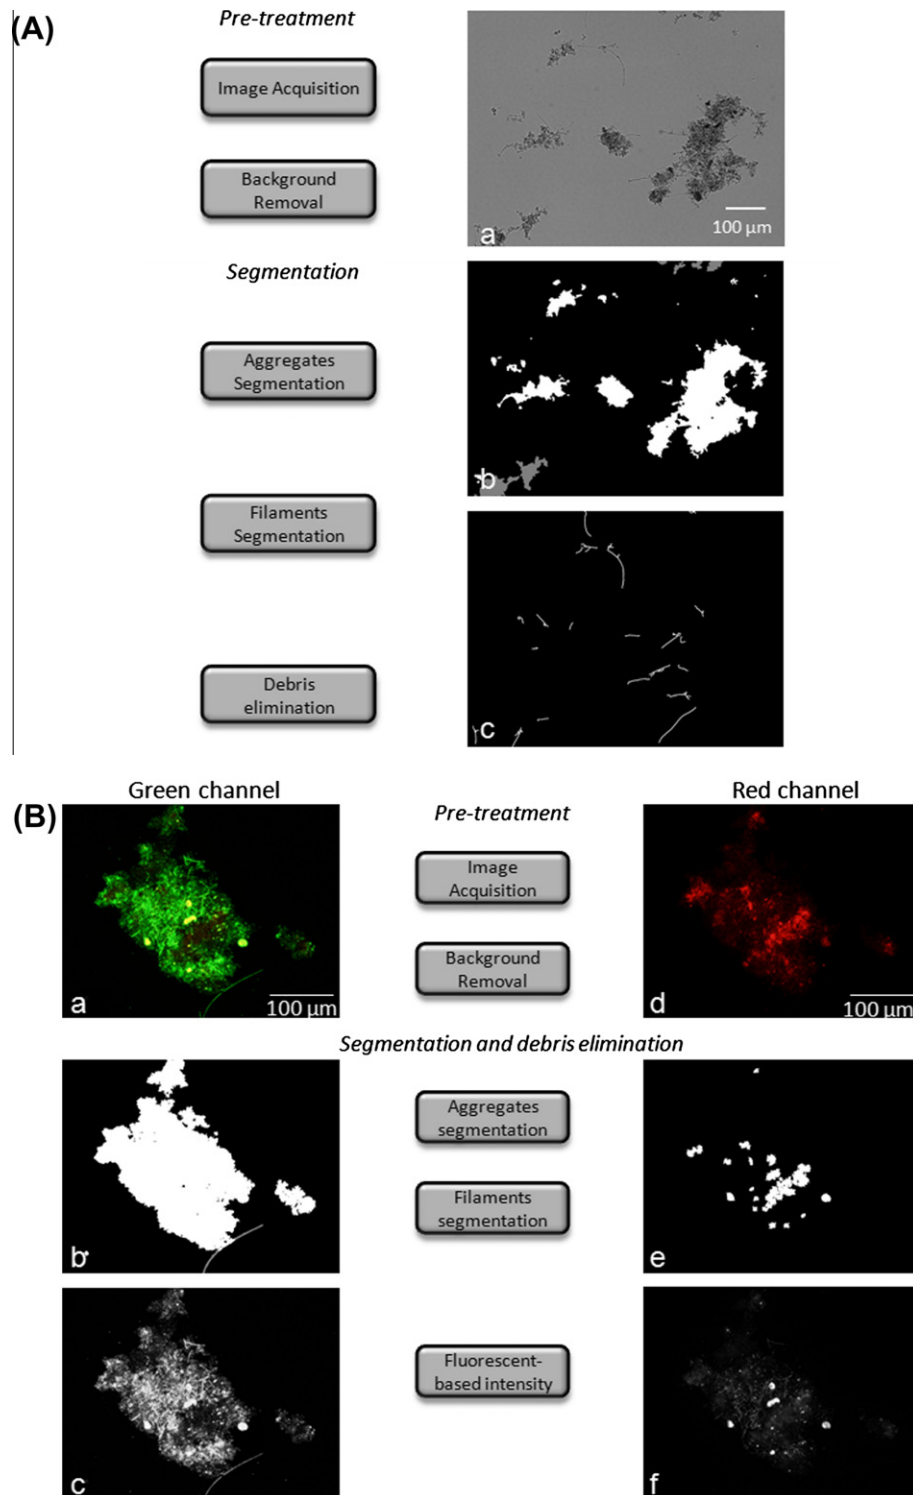 (A)
Pre-treatment
Image Acquisition
Background
Removal
100 µm
a
Segmentation
Aggregates
Segmentation
b
Filaments
Segmentation
Debris
elimination
c
(B)
Green channel
Red channel
Pre-treatment
Image
Acquisition
Background
Removal
a
100 µm
d
100 µm
Segmentation and debris elimination
Aggregates
segmentation
Filaments
segmentation
b
e
Fluorescent-
based intensity
c
f